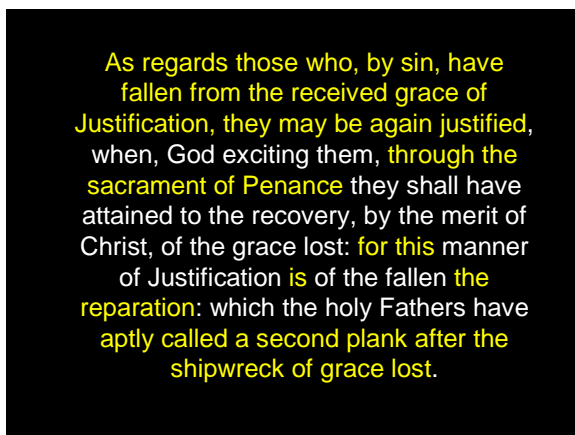 As regards those who, by sin, have
fallen from the received grace of
Justification, they may be again justified,
when, God exciting them, through the
sacrament of Penance they shall have
attained to the recovery, by the merit of
Christ, of the grace lost: for this manner
of Justification is of the fallen the
reparation: which the holy Fathers have
aptly called a second plank after the
shipwreck of grace lost.